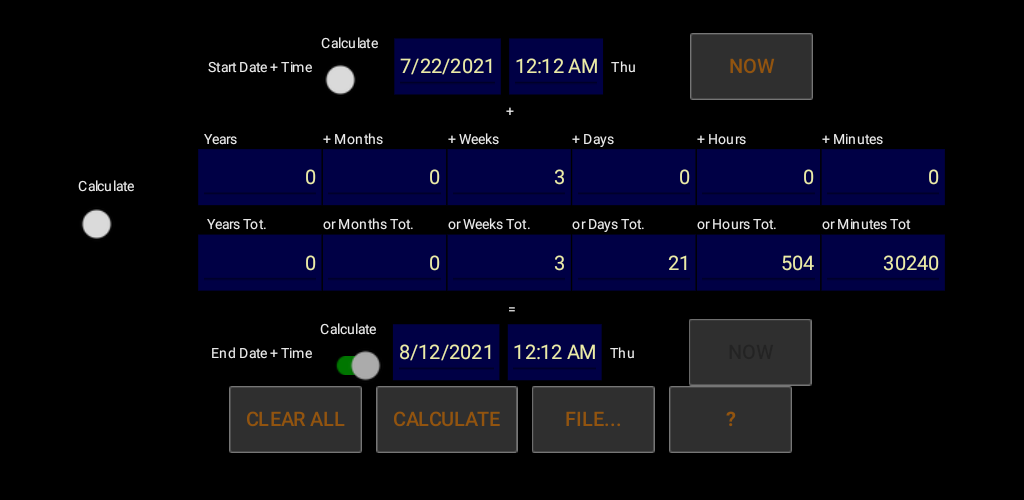 Calculate
Start Date + Time 7/22/2021 12:12 AM Thu NOW
+
Years + Months + Weeks + Days + Hours + Minutes
0 0 3 0 0 0
Calculate
Years Tot. or Months Tot. or Weeks Tot. or Days Tot. or Hours Tot. or Minutes Tot
0 0 3 21 504 30240
=
Calculate
End Date + Time 8/12/2021 12:12 AM Thu NOW
CLEAR ALL CALCULATE FILE... ?